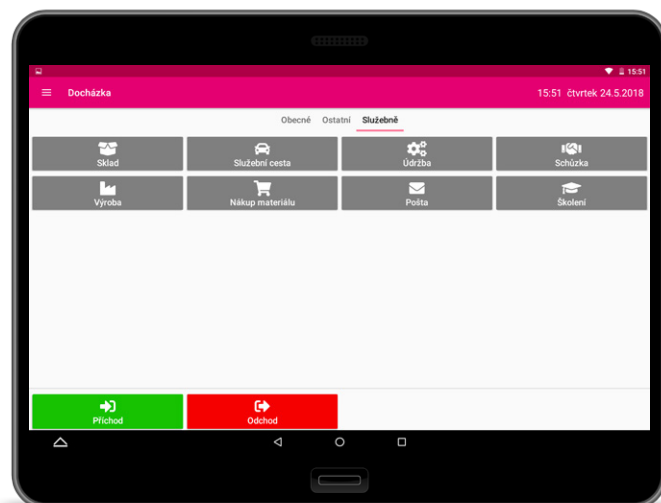 15:51
Docházka
15:51 čtvrtek 24.5.2018
Obecné Ostatní Služebně
Sklad Služební cesta Údržba Schůzka
Výroba Nákup materiálu Pošta Školení
Příchod Odchod